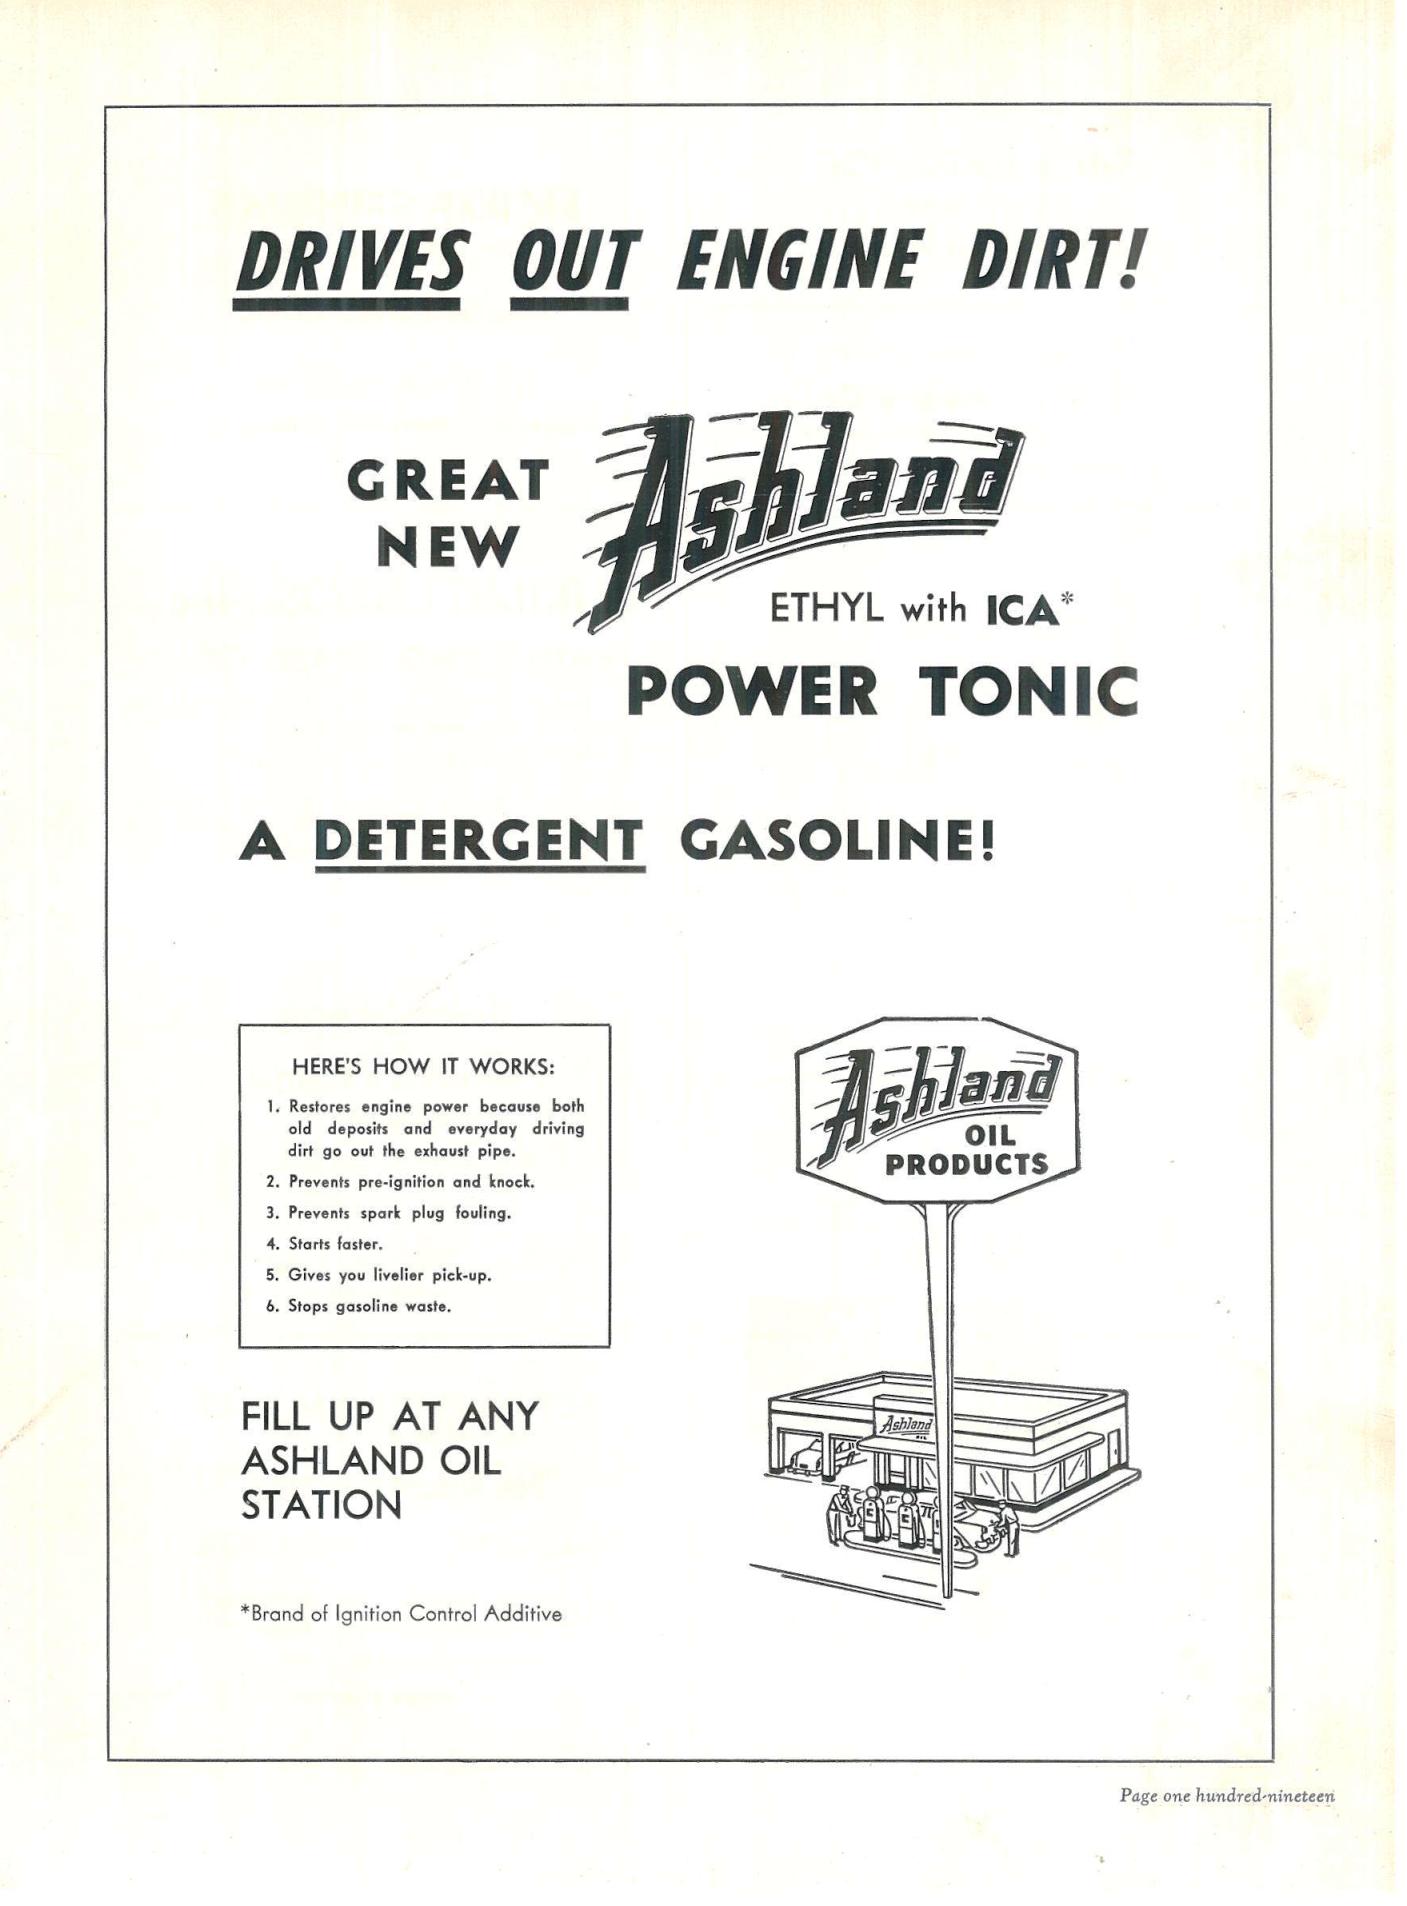 DRIVES OUT ENGINE DIRT!
GREAT
NEW
Ashland
ETHYL with ICA*
POWER TONIC
A DETERGENT GASOLINE!
HERE'S HOW IT WORKS:
1. Restores engine power because both
old deposits and everyday driving
dirt go out the exhaust pipe.
2. Prevents pre-ignition and knock.
3. Prevents spark plug fouling.
4. Starts faster.
5. Gives you livelier pick-up.
6. Stops gasoline waste.
FILL UP AT ANY
ASHLAND OIL
STATION
*Brand of Ignition Control Additive
Ashland
OIL
PRODUCTS
Ashland
OIL
Page one hundred-nineteen